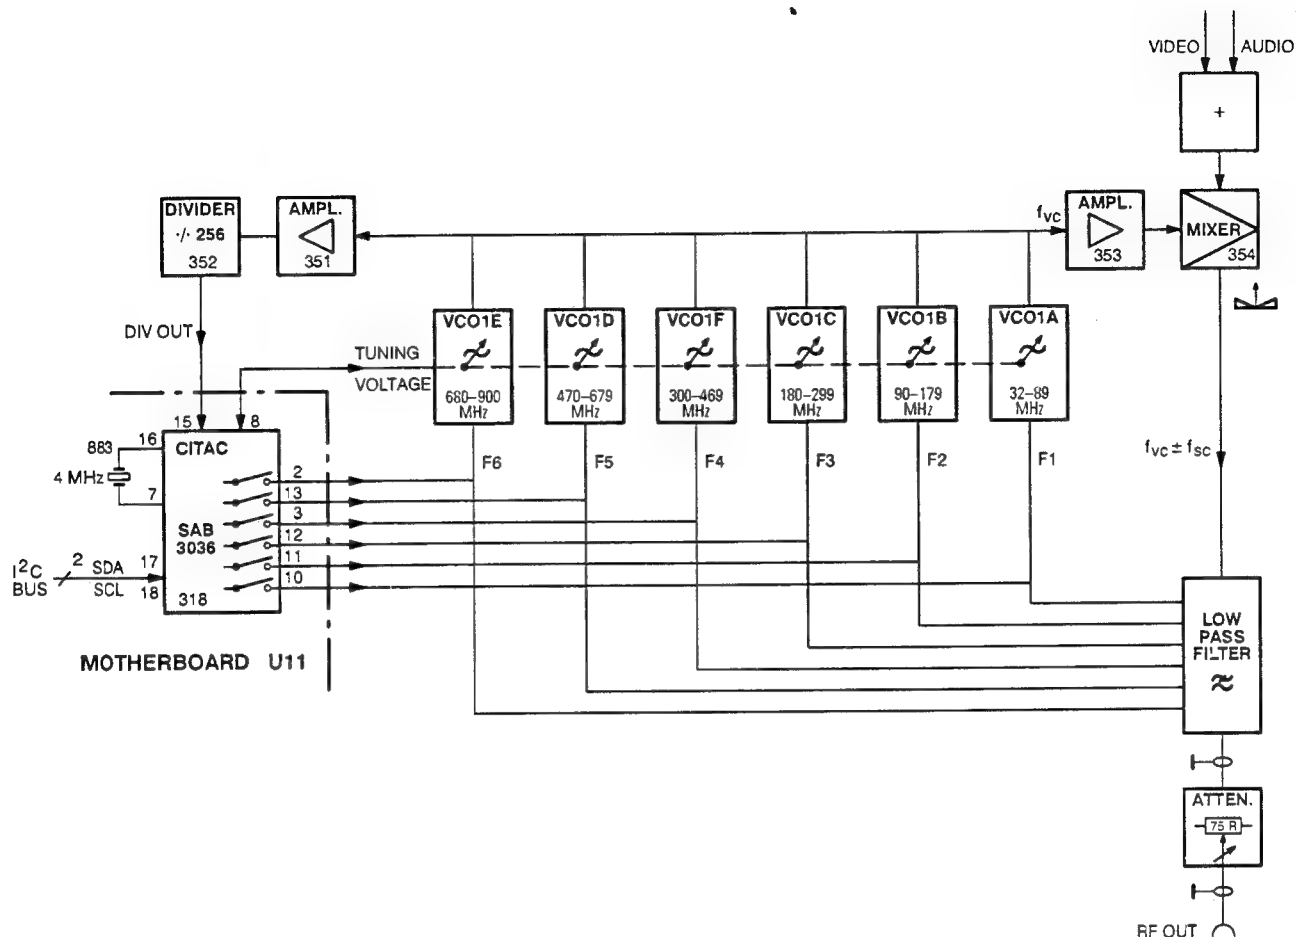 VIDEO AUDIO
+
DIVIDER
·/· 256
352
AMPL.
351
fVC
AMPL.
353
MIXER
354
DIV OUT
TUNING
VOLTAGE
VCO1E
680–900
MHz
VCO1D
470–679
MHz
VCO1F
300–469
MHz
VCO1C
180–299
MHz
VCO1B
90–179
MHz
VCO1A
32–89
MHz
15 8
16
883
4 MHz
7
CITAC
SAB
3036
318
2
13
3
12
11
10
F6 F5 F4 F3 F2 F1
fVC ± fSC
I²C
BUS
2 SDA 17
SCL 18
MOTHERBOARD U11
LOW
PASS
FILTER
ATTEN.
75 R
RF OUT